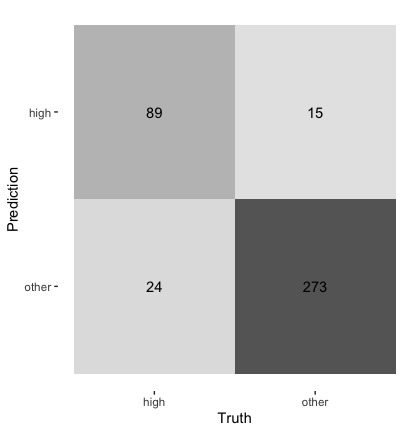 high
89
15
Prediction
other
24
273
high
other
Truth